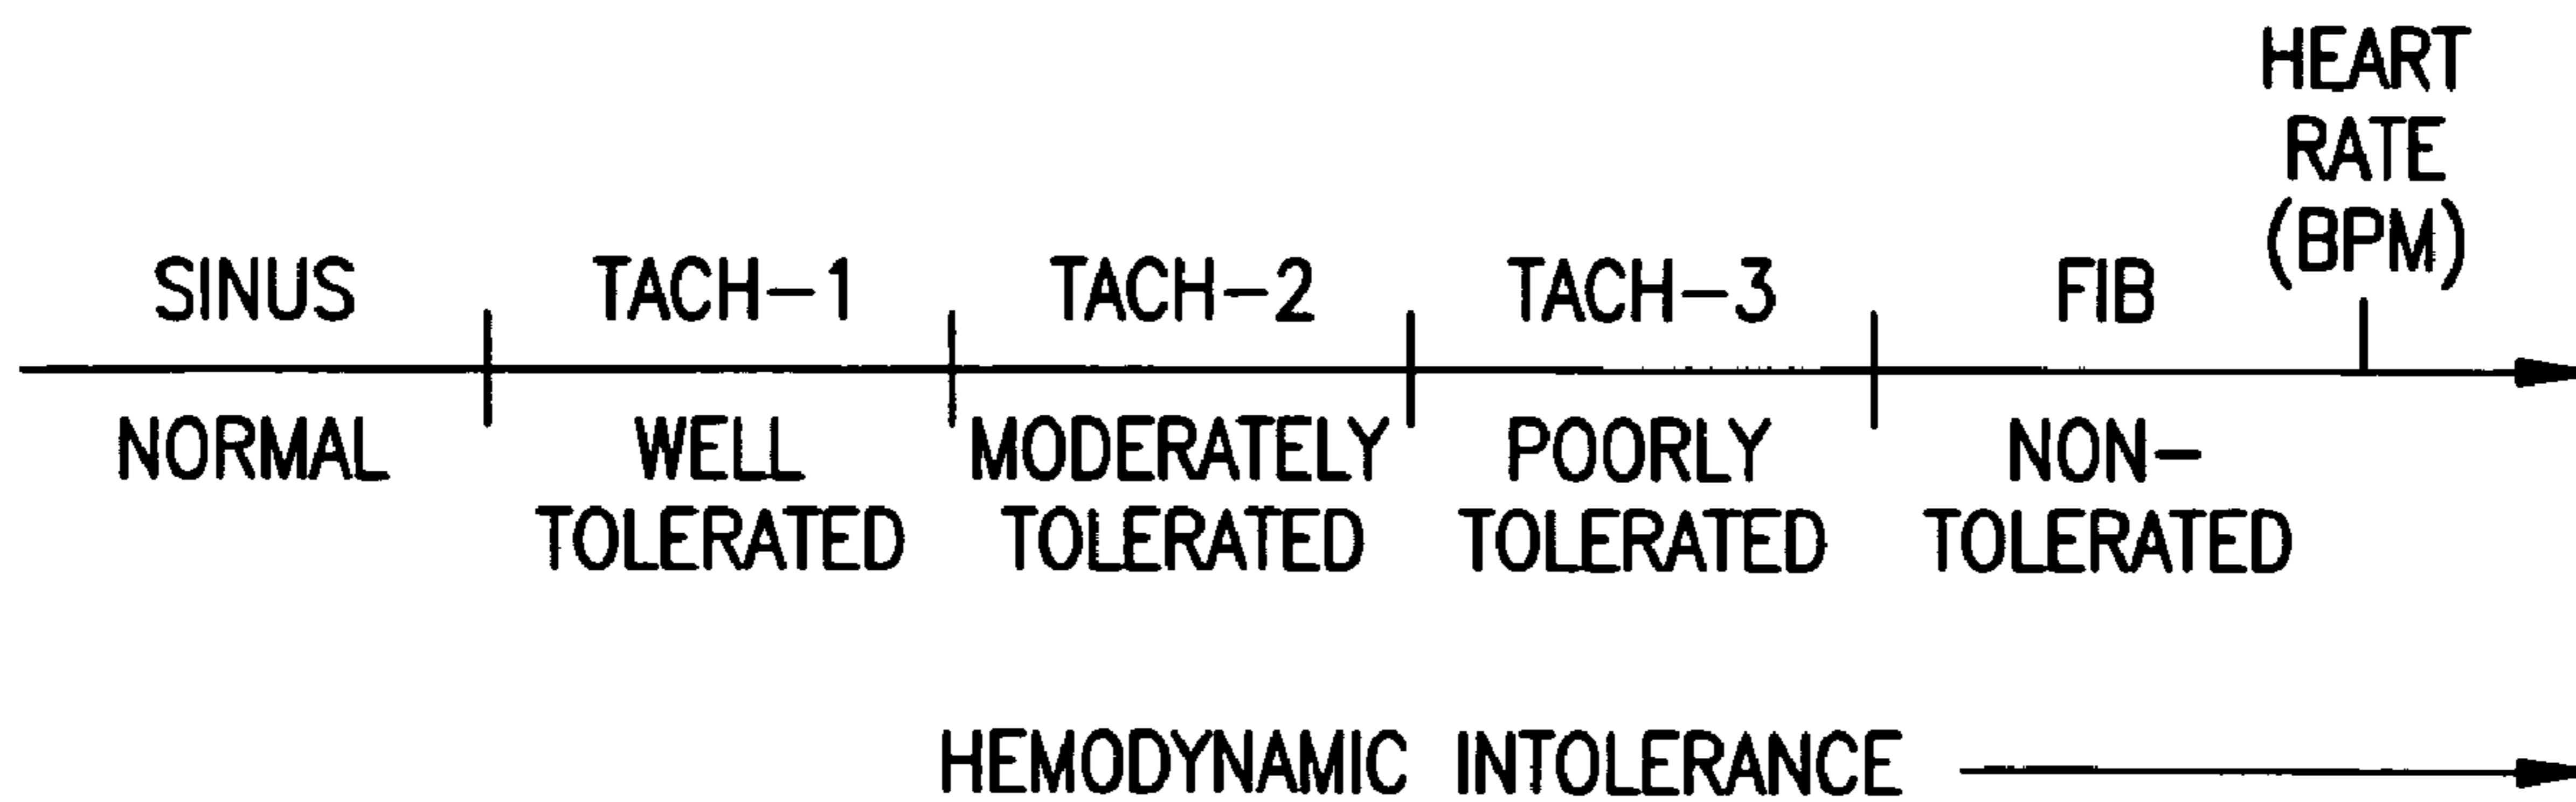 HEART
RATE
(BPM)
SINUS TACH-1 TACH-2 TACH-3 FIB
NORMAL WELL MODERATELY POORLY NON-
TOLERATED TOLERATED TOLERATED TOLERATED
HEMODYNAMIC INTOLERANCE